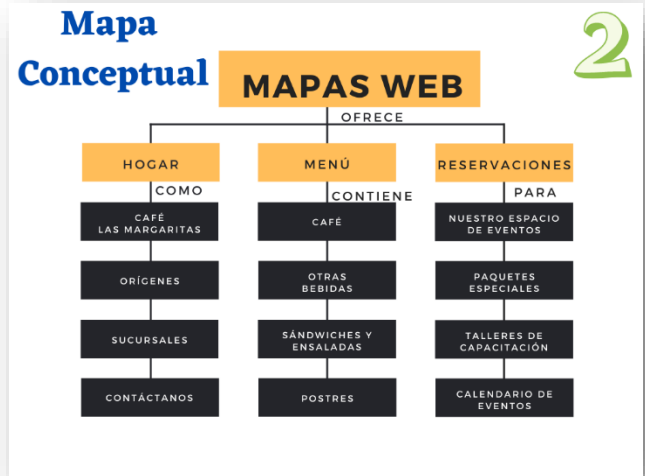 Mapa
Conceptual
2
MAPAS WEB
OFRECE
HOGAR
COMO
CAFÉ
LAS MARGARITAS
ORÍGENES
SUCURSALES
CONTÁCTANOS
MENÚ
CONTIENE
CAFÉ
OTRAS
BEBIDAS
SÁNDWICHES Y
ENSALADAS
POSTRES
RESERVACIONES
PARA
NUESTRO ESPACIO
DE EVENTOS
PAQUETES
ESPECIALES
TALLERES DE
CAPACITACIÓN
CALENDARIO DE
EVENTOS